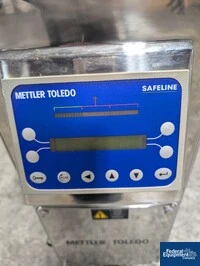 METTLER TOLEDO SAFELINE
METTLER TOLEDO
Federal
Equipment Company